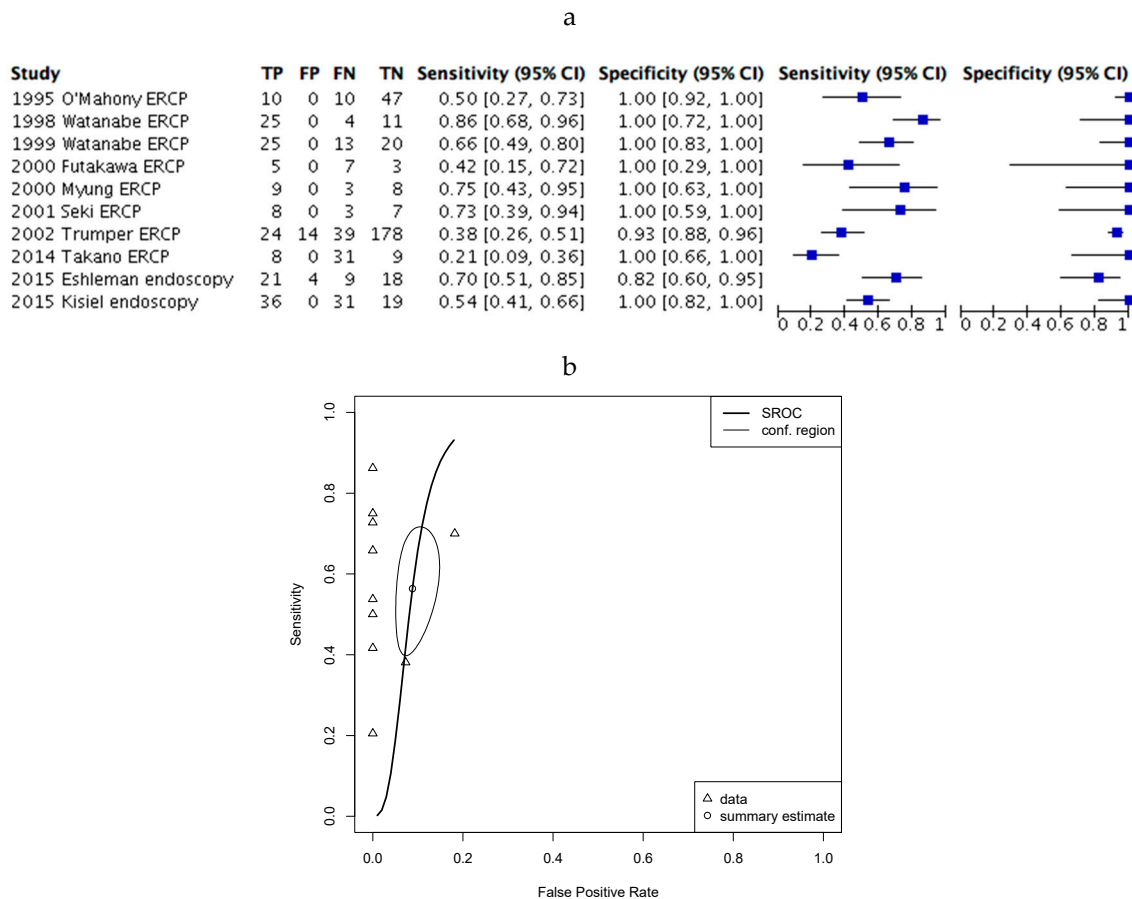 a
Study TP FP FN TN Sensitivity (95% CI) Specificity (95% CI) Sensitivity (95% CI) Specificity (95% CI)
1995 O'Mahony ERCP 10 0 10 47 0.50 [0.27, 0.73] 1.00 [0.92, 1.00]
1998 Watanabe ERCP 25 0 4 11 0.86 [0.68, 0.96] 1.00 [0.72, 1.00]
1999 Watanabe ERCP 25 0 13 20 0.66 [0.49, 0.80] 1.00 [0.83, 1.00]
2000 Futakawa ERCP 5 0 7 3 0.42 [0.15, 0.72] 1.00 [0.29, 1.00]
2000 Myung ERCP 9 0 3 8 0.75 [0.43, 0.95] 1.00 [0.63, 1.00]
2001 Seki ERCP 8 0 3 7 0.73 [0.39, 0.94] 1.00 [0.59, 1.00]
2002 Trumper ERCP 24 14 39 178 0.38 [0.26, 0.51] 0.93 [0.88, 0.96]
2014 Takano ERCP 8 0 31 9 0.21 [0.09, 0.36] 1.00 [0.66, 1.00]
2015 Eshleman endoscopy 21 4 9 18 0.70 [0.51, 0.85] 0.82 [0.60, 0.95]
2015 Kisiel endoscopy 36 0 31 19 0.54 [0.41, 0.66] 1.00 [0.82, 1.00]
0 0.2 0.4 0.6 0.8 1 0 0.2 0.4 0.6 0.8 1
b
SROC
conf. region
1.0
0.8
0.6
0.4
0.2
0.0
Sensitivity
data
summary estimate
0.0 0.2 0.4 0.6 0.8 1.0
False Positive Rate